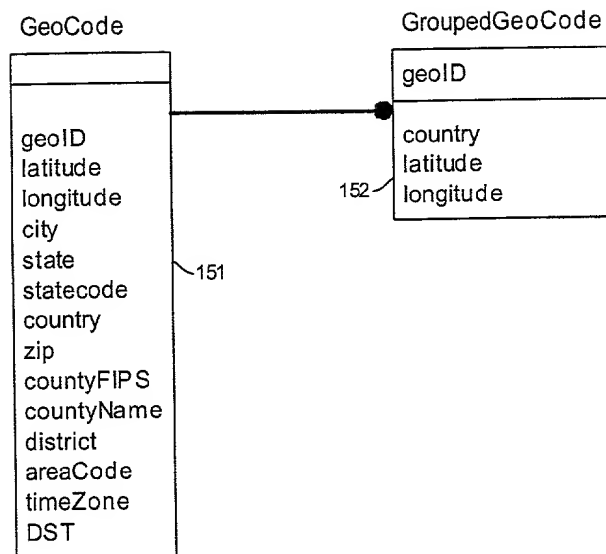 GeoCode
geoID
latitude
longitude
city
state
statecode
country
zip
countyFIPS
countyName
district
areaCode
timeZone
DST
151
GroupedGeoCode
geoID
country
latitude
longitude
152